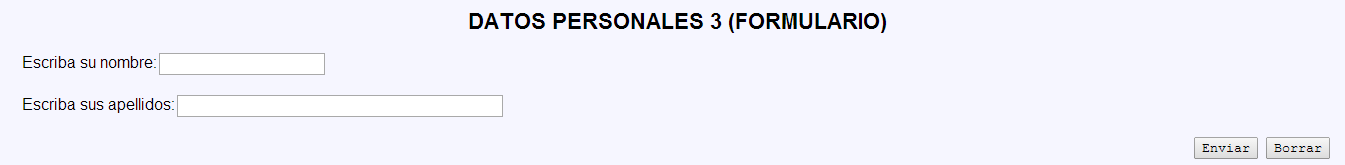 DATOS PERSONALES 3 (FORMULARIO)
Escriba su nombre:
Escriba sus apellidos:
Enviar Borrar